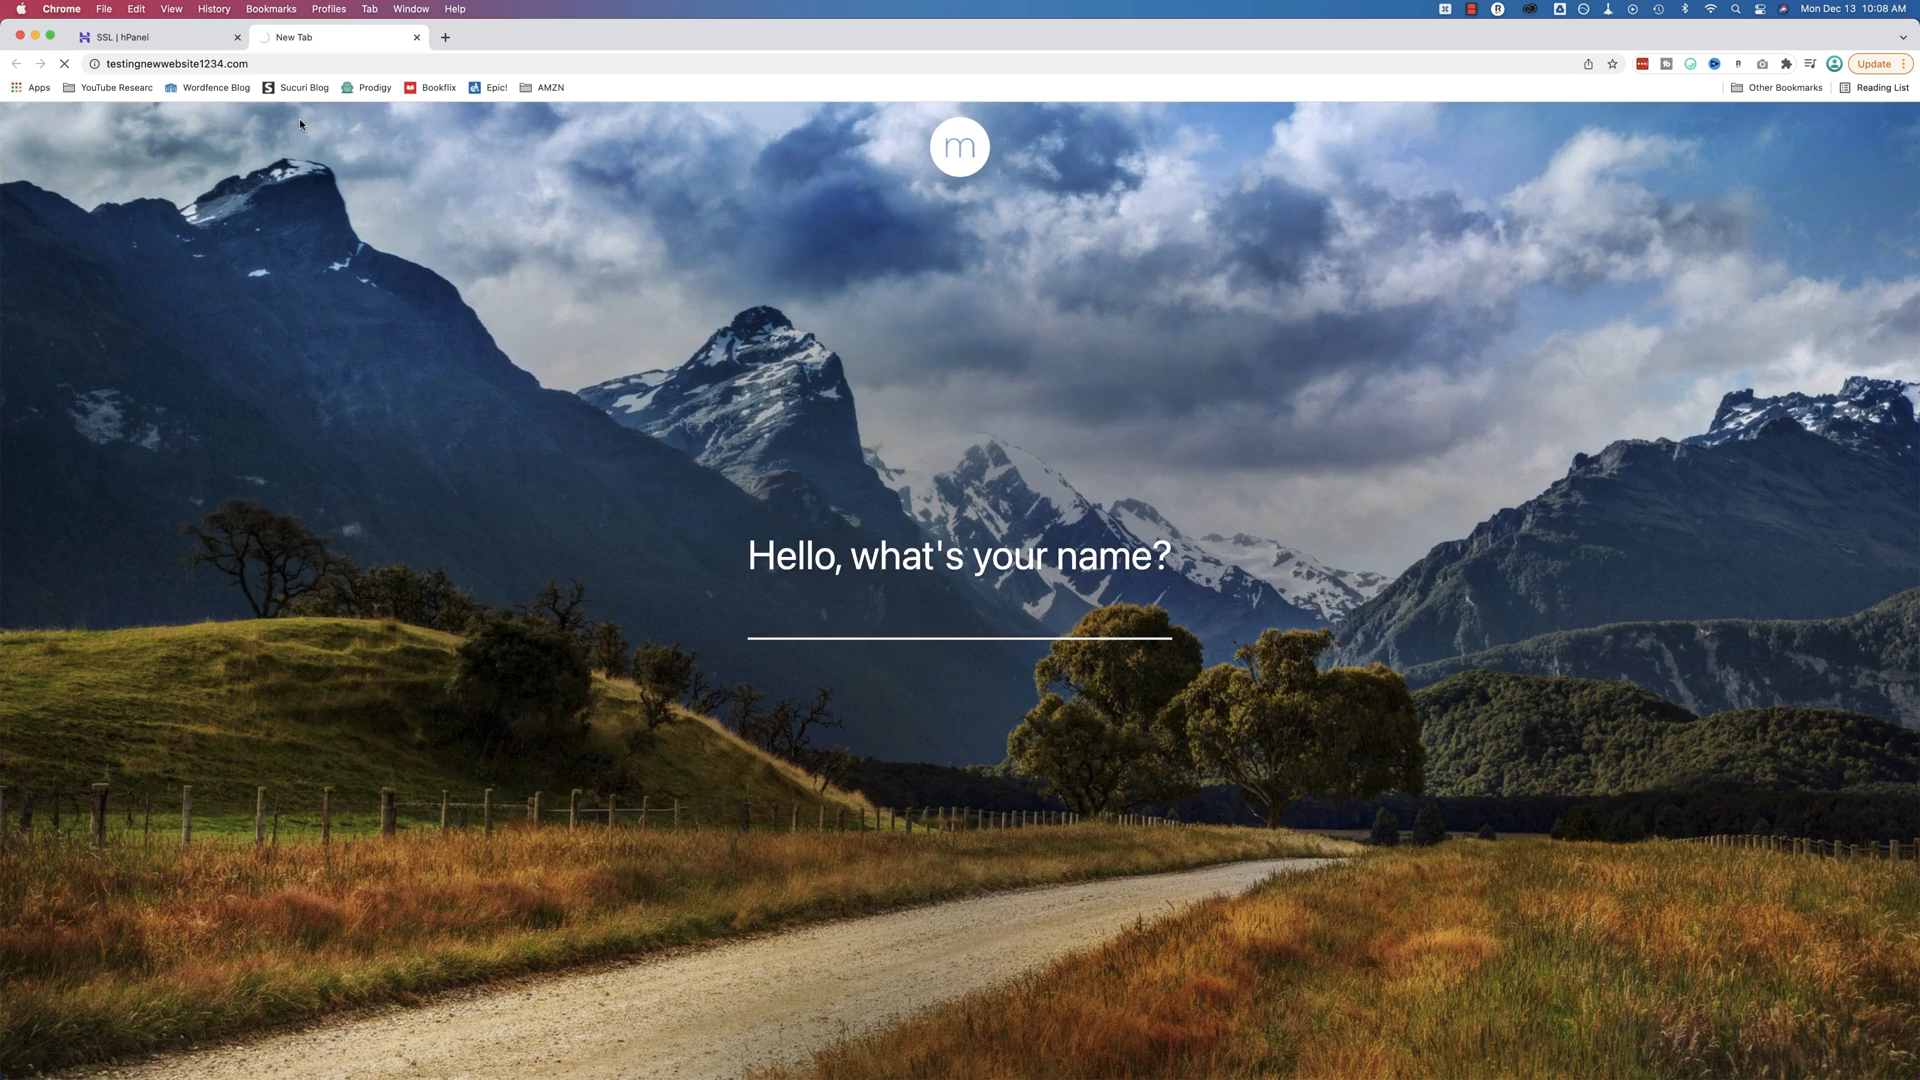 Chrome File Edit View History Bookmarks Profiles Tab Window Help Mon Dec 13 10:08 AM
SSL | hPanel New Tab
testingnewwebsite1234.com Update
Apps YouTube Researc Wordfence Blog Sucuri Blog Prodigy Bookflix Epic! AMZN Other Bookmarks Reading List
m
Hello, what's your name?